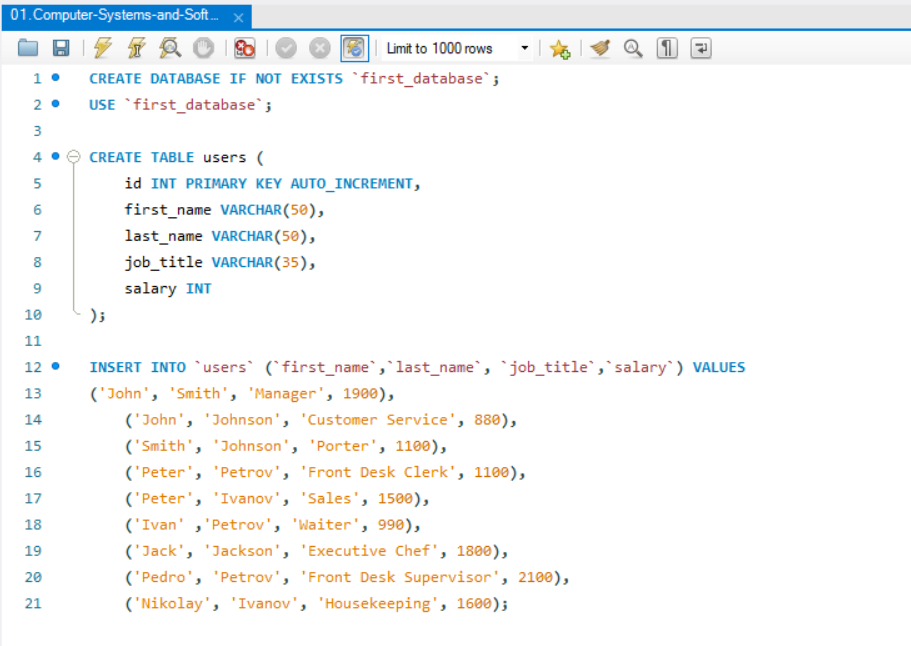 01.Computer-Systems-and-Soft...
Limit to 1000 rows
1 CREATE DATABASE IF NOT EXISTS `first_database`;
2 USE `first_database`;
3
4 CREATE TABLE users (
5 id INT PRIMARY KEY AUTO_INCREMENT,
6 first_name VARCHAR(50),
7 last_name VARCHAR(50),
8 job_title VARCHAR(35),
9 salary INT
10 );
11
12 INSERT INTO `users` (`first_name`,`last_name`, `job_title`,`salary`) VALUES
13 ('John', 'Smith', 'Manager', 1900),
14 ('John', 'Johnson', 'Customer Service', 880),
15 ('Smith', 'Johnson', 'Porter', 1100),
16 ('Peter', 'Petrov', 'Front Desk Clerk', 1100),
17 ('Peter', 'Ivanov', 'Sales', 1500),
18 ('Ivan' ,'Petrov', 'Waiter', 990),
19 ('Jack', 'Jackson', 'Executive Chef', 1800),
20 ('Pedro', 'Petrov', 'Front Desk Supervisor', 2100),
21 ('Nikolay', 'Ivanov', 'Housekeeping', 1600);